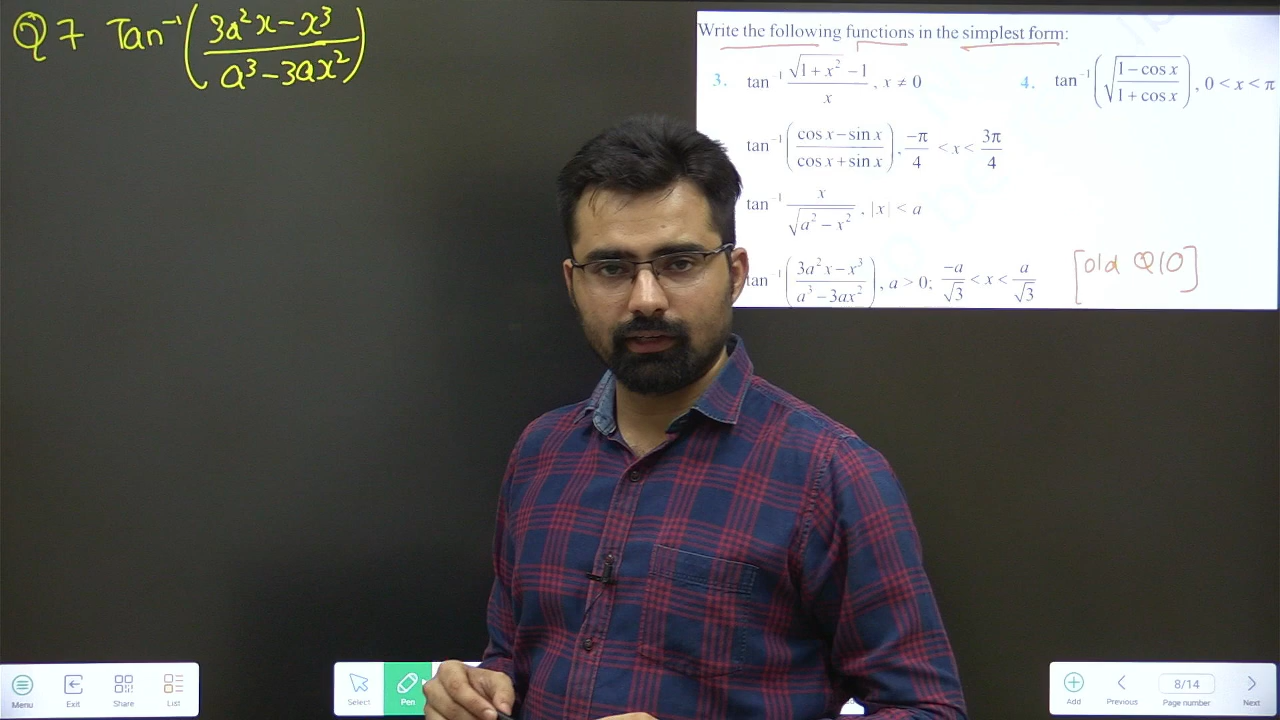 Q 7 Tan⁻¹((3a²x − x³)/(a³ − 3ax²))
Write the following functions in the simplest form:
3. tan⁻¹ (√(1 + x²) − 1)/x, x ≠ 0
4. tan⁻¹(√((1 − cos x)/(1 + cos x))), 0 < x < π
tan⁻¹((cos x − sin x)/(cos x + sin x)), −π/4 < x < 3π/4
tan⁻¹ x/√(a² − x²), |x| < a
tan⁻¹((3a²x − x³)/(a³ − 3ax²)), a > 0; −a/√3 < x < a/√3
[old Q10]
Menu Exit Share List Select Pen Add Previous 8/14 Page number Next